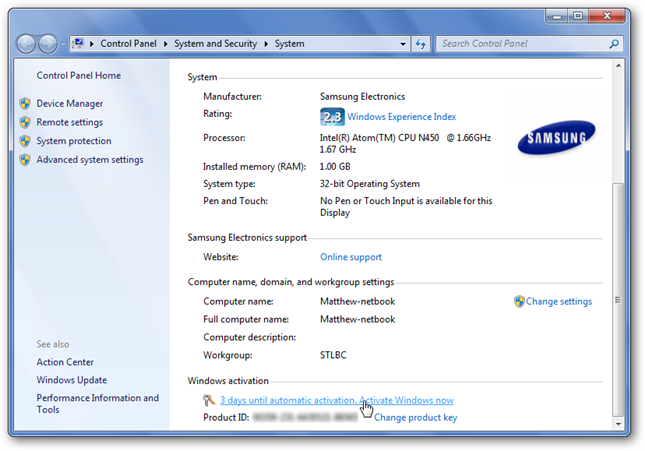 Control Panel ▸ System and Security ▸ System
Search Control Panel
Control Panel Home
Device Manager
Remote settings
System protection
Advanced system settings
See also
Action Center
Windows Update
Performance Information and
Tools
System
Manufacturer: Samsung Electronics
Rating: 2.3 Windows Experience Index
Processor: Intel(R) Atom(TM) CPU N450 @ 1.66GHz
1.67 GHz
Installed memory (RAM): 1.00 GB
System type: 32-bit Operating System
Pen and Touch: No Pen or Touch Input is available for this
Display
SAMSUNG
Samsung Electronics support
Website: Online support
Computer name, domain, and workgroup settings
Computer name: Matthew-netbook
Change settings
Full computer name: Matthew-netbook
Computer description:
Workgroup: STLBC
Windows activation
3 days until automatic activation. Activate Windows now
Product ID: Change product key